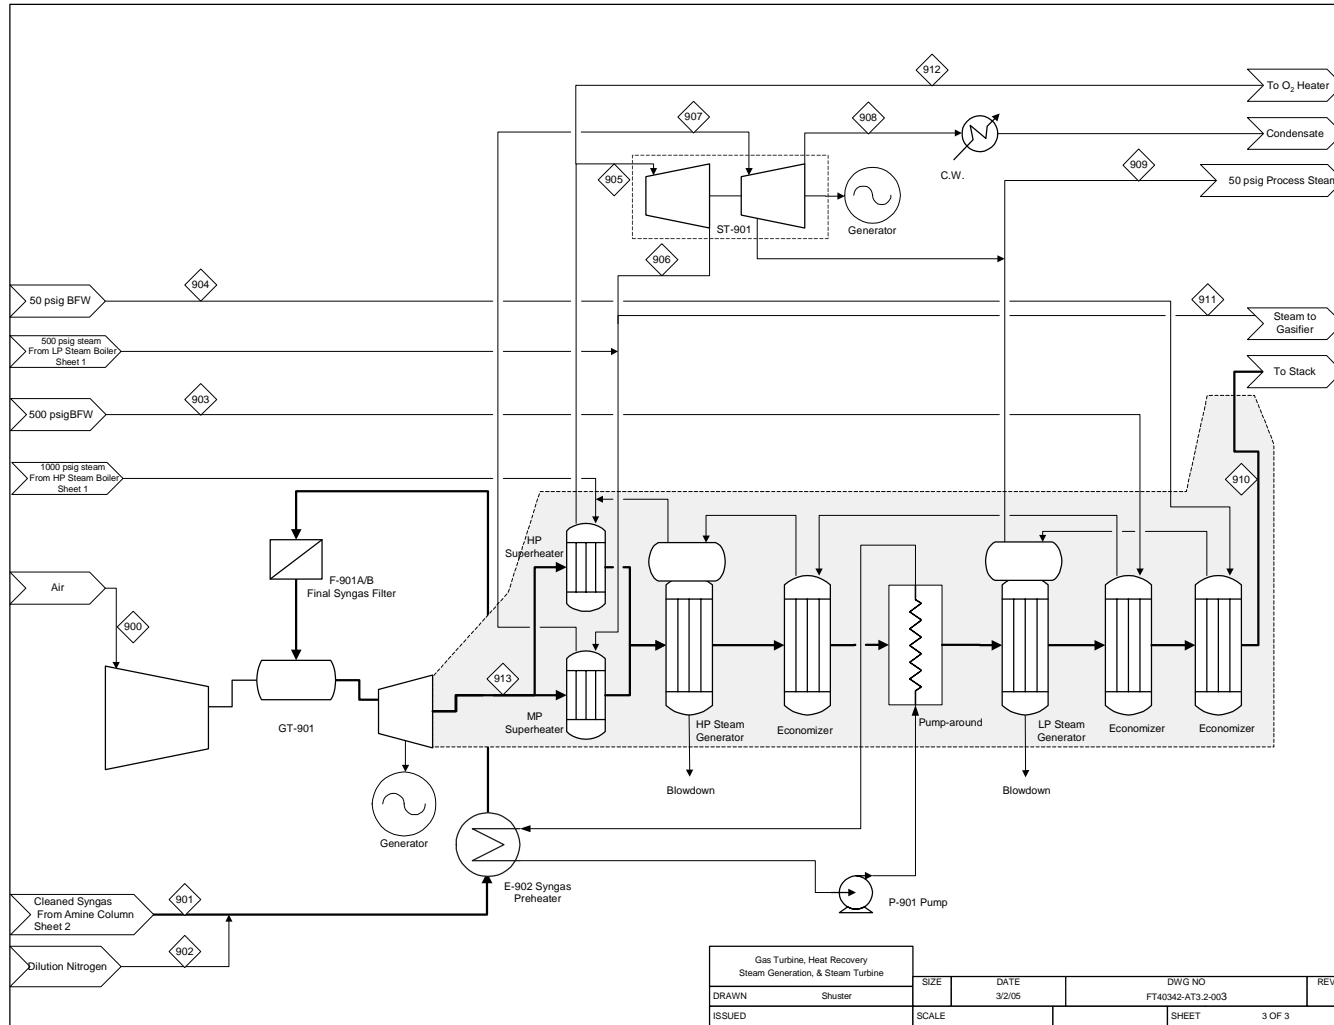 912
To O2 Heater
907
908
Condensate
C.W.
909
50 psig Process Steam
905
ST-901
Generator
906
904
50 psig BFW
911
Steam to
Gasifier
500 psig steam
From LP Steam Boiler
Sheet 1
To Stack
903
500 psigBFW
1000 psig steam
From HP Steam Boiler
Sheet 1
910
HP
Superheater
F-901A/B
Final Syngas Filter
Air
900
913
GT-901
MP
Superheater
HP Steam
Generator
Economizer
Pump-around
LP Steam
Generator
Economizer
Economizer
Blowdown
Blowdown
Generator
E-902 Syngas
Preheater
P-901 Pump
Cleaned Syngas
From Amine Column
Sheet 2
901
902
Dilution Nitrogen
Gas Turbine, Heat Recovery
Steam Generation, & Steam Turbine
DRAWN Shuster
ISSUED
SIZE DATE DWG NO REV
3/2/05 FT40342-AT3.2-003
SCALE SHEET 3 OF 3